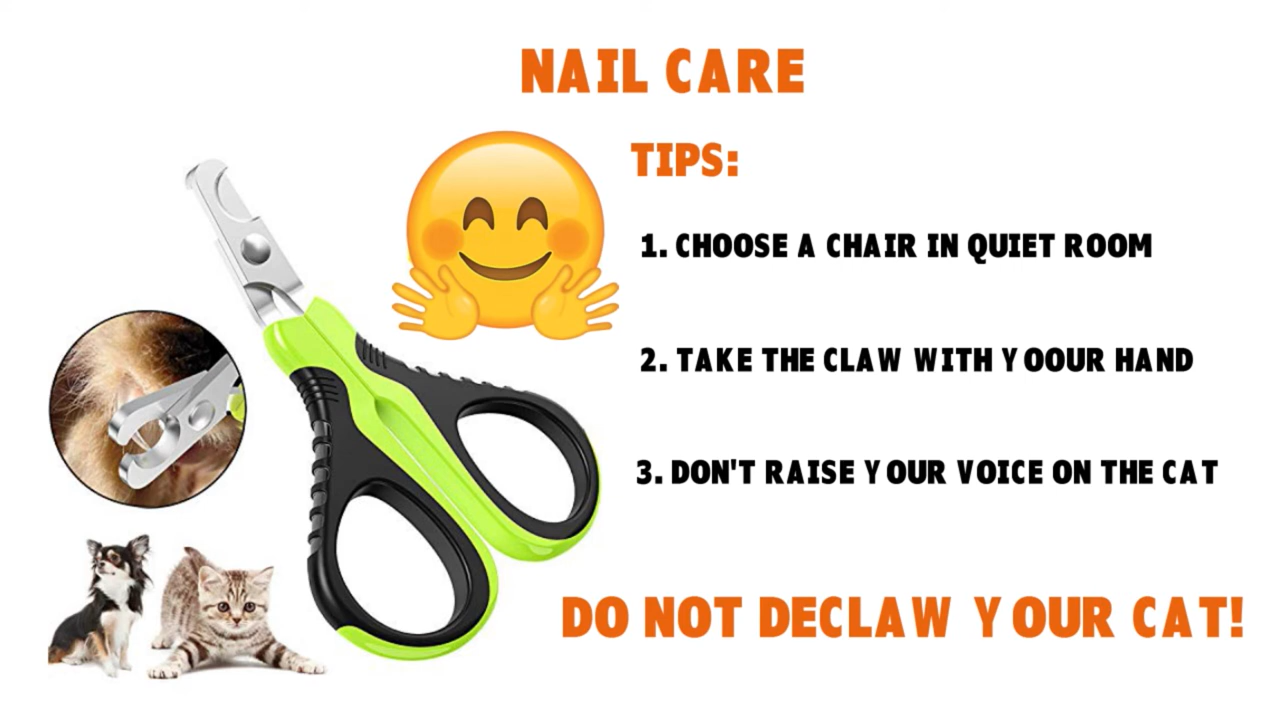 NAIL CARE
TIPS:
1. CHOOSE A CHAIR IN QUIET ROOM
2. TAKE THE CLAW WITH YOOUR HAND
3. DON'T RAISE YOUR VOICE ON THE CAT
DO NOT DECLAW YOUR CAT!